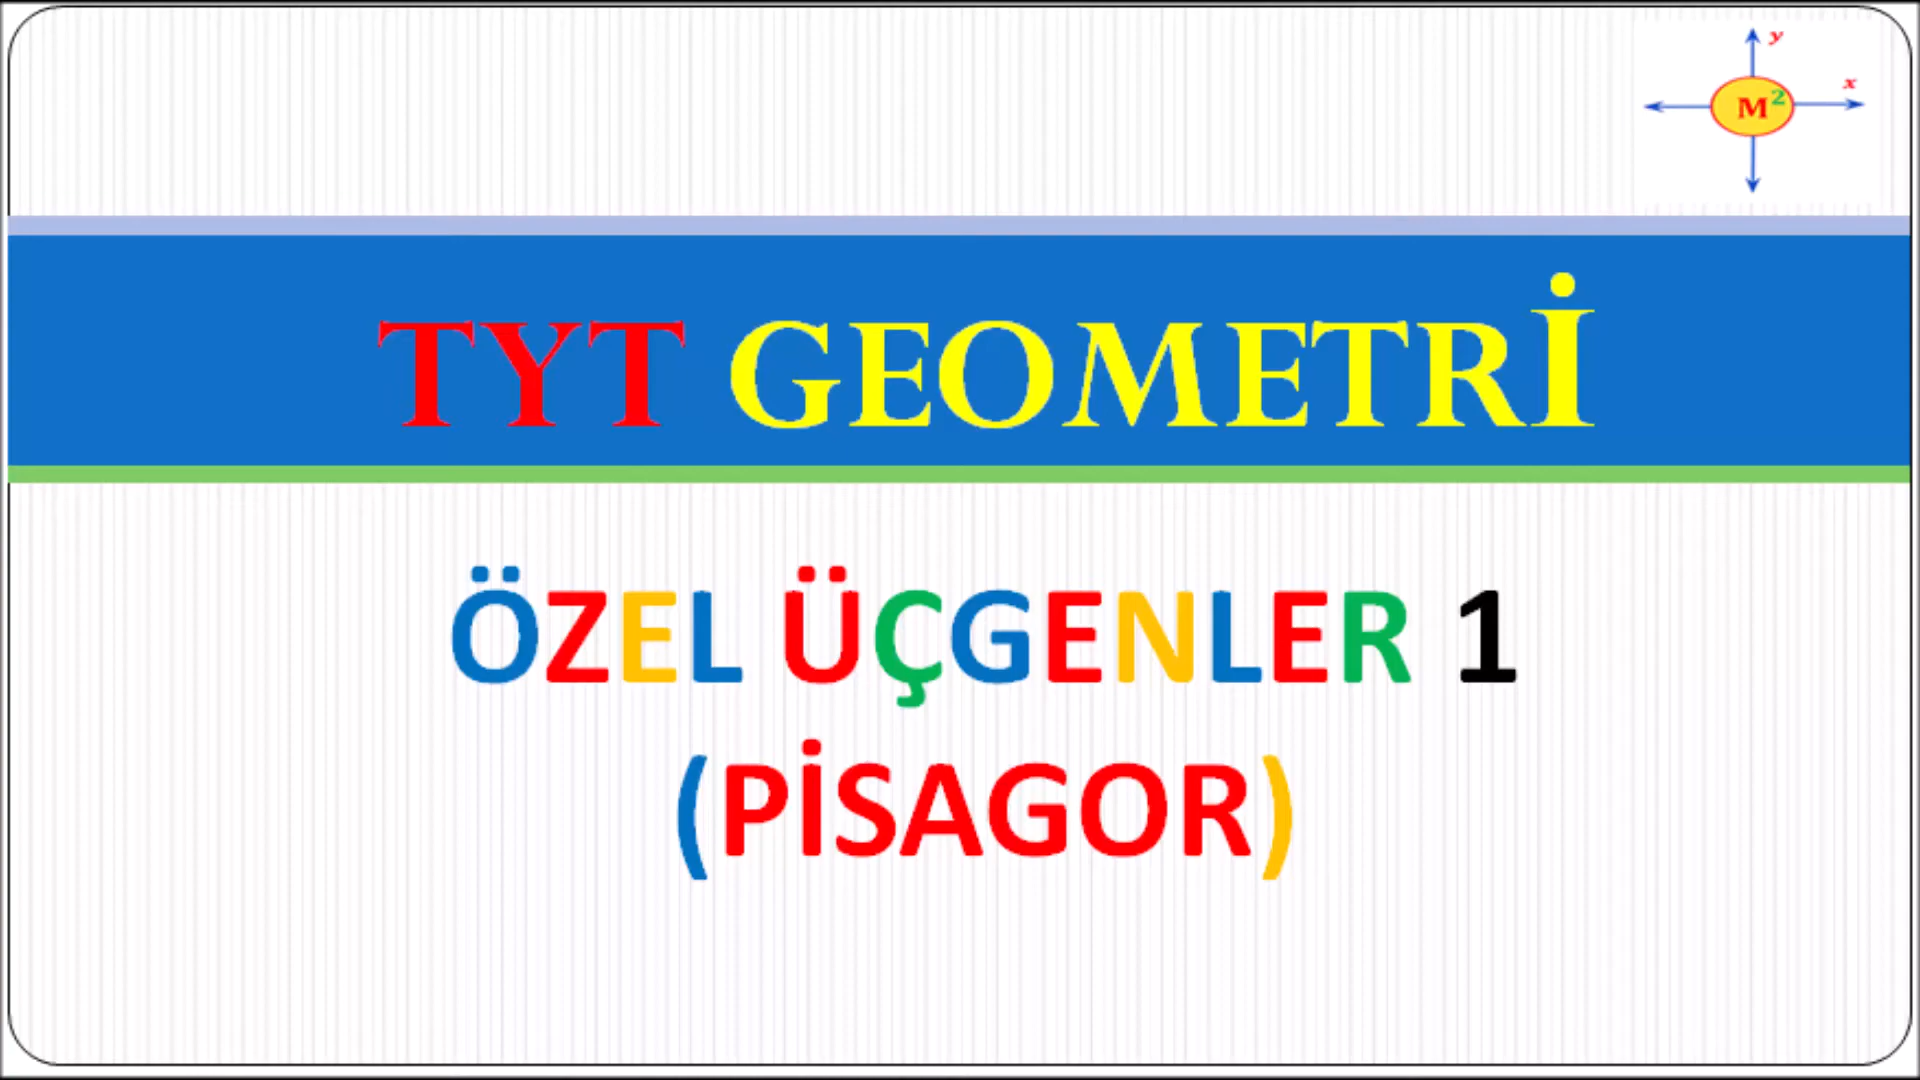 y
x
M²
TYT GEOMETRİ
ÖZEL ÜÇGENLER 1
(PİSAGOR)